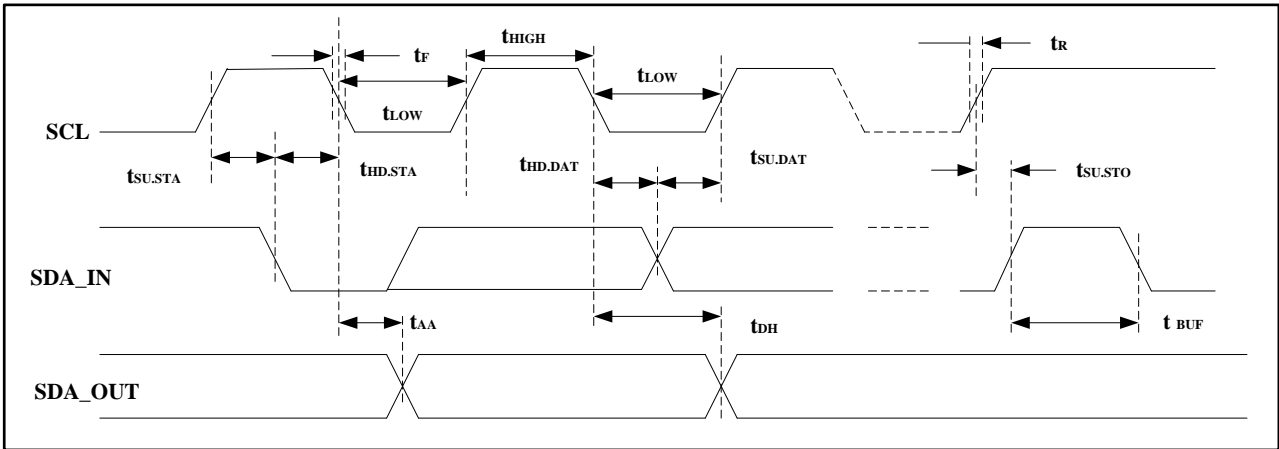 tF
tHIGH
tR
tLOW
tLOW
SCL
tSU.STA
tHD.STA
tHD.DAT
tSU.DAT
tSU.STO
SDA_IN
tAA
tDH
t BUF
SDA_OUT